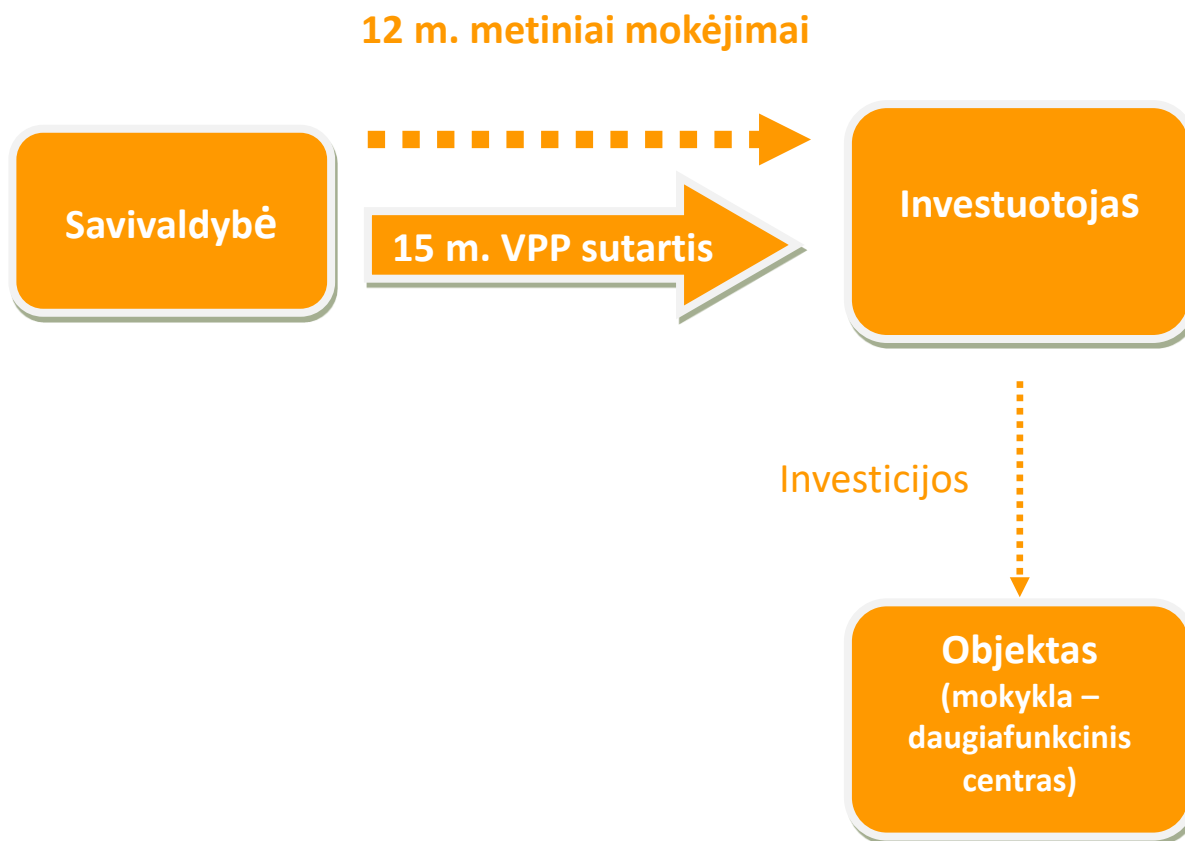 12 m. metiniai mokėjimai
Savivaldybė
15 m. VPP sutartis
Investuotojas
Investicijos
Objektas
(mokykla –
daugiafunkcinis
centras)